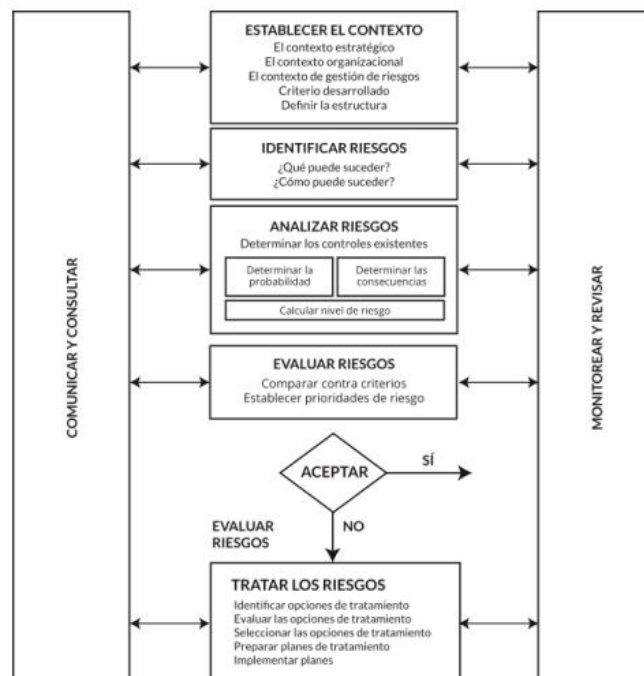 COMUNICAR Y CONSULTAR
ESTABLECER EL CONTEXTO
El contexto estratégico
El contexto organizacional
El contexto de gestión de riesgos
Criterio desarrollado
Definir la estructura
IDENTIFICAR RIESGOS
¿Qué puede suceder?
¿Cómo puede suceder?
ANALIZAR RIESGOS
Determinar los controles existentes
Determinar la
probabilidad
Determinar las
consecuencias
Calcular nivel de riesgo
EVALUAR RIESGOS
Comparar contra criterios
Establecer prioridades de riesgo
ACEPTAR
SÍ
NO
EVALUAR
RIESGOS
TRATAR LOS RIESGOS
Identificar opciones de tratamiento
Evaluar las opciones de tratamiento
Seleccionar las opciones de tratamiento
Preparar planes de tratamiento
Implementar planes
MONITOREAR Y REVISAR